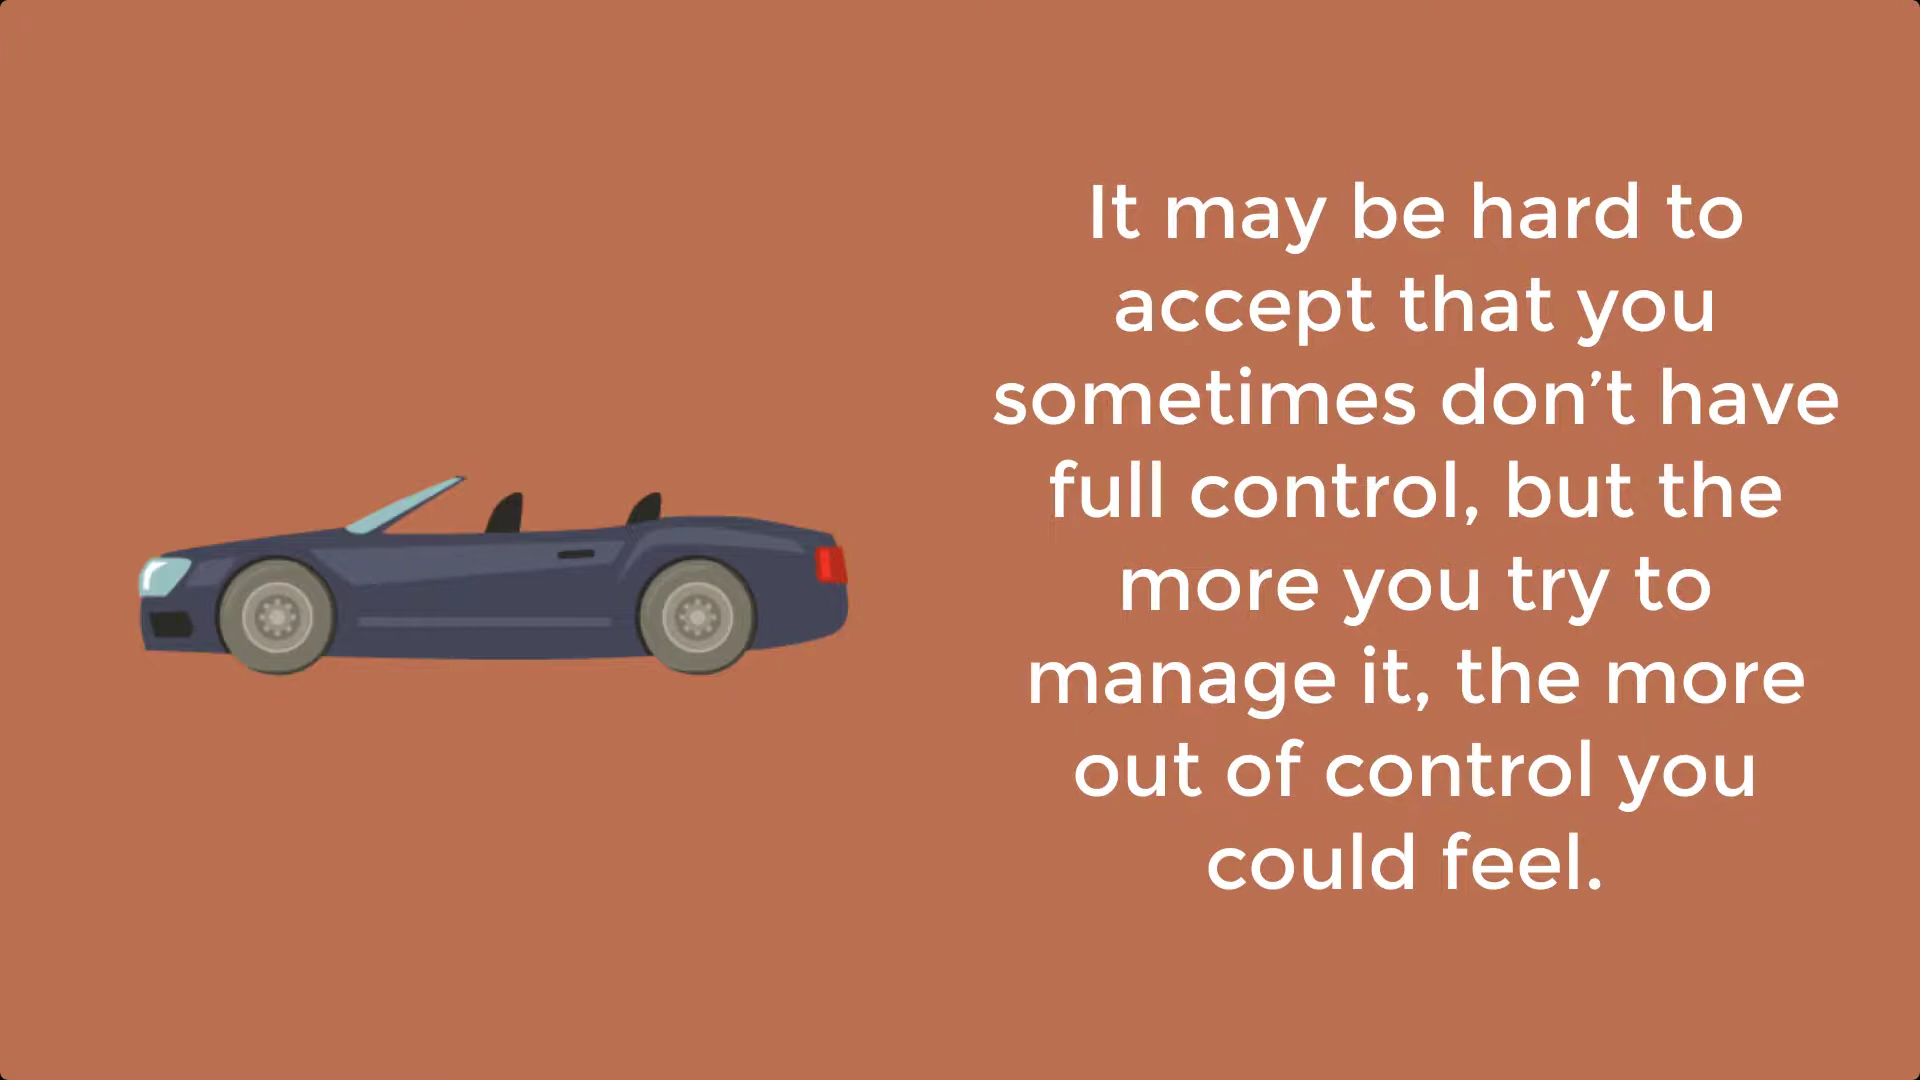 It may be hard to
accept that you
sometimes don’t have
full control, but the
more you try to
manage it, the more
out of control you
could feel.